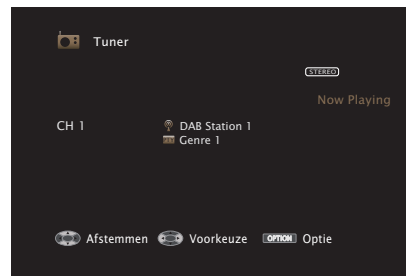 Tuner
STEREO
Now Playing
CH 1
DAB Station 1
Genre 1
Afstemmen Voorkeuze OPTION Optie